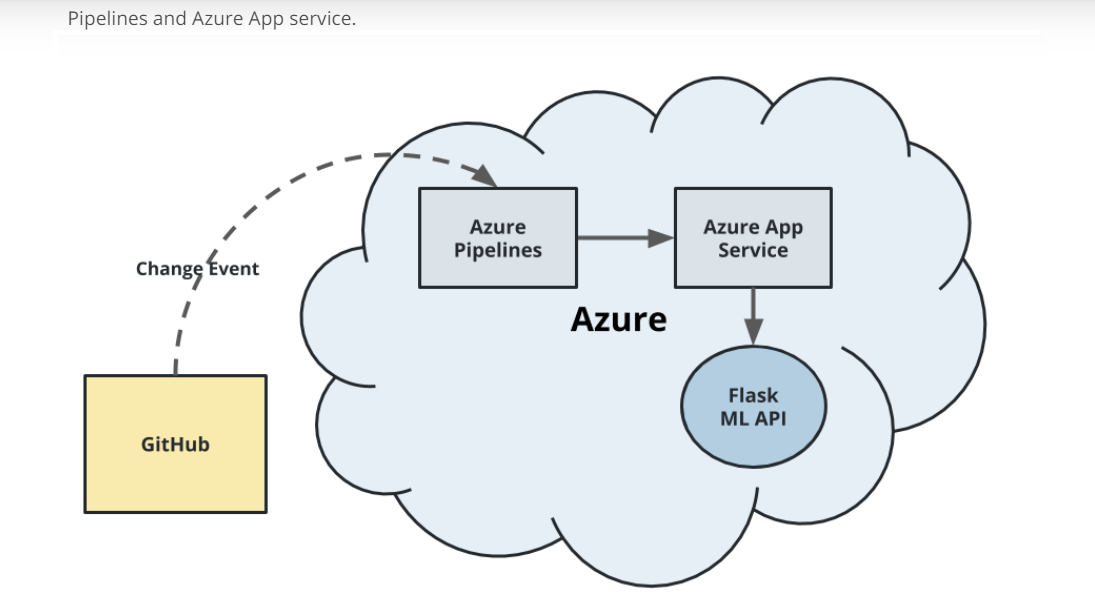 Pipelines and Azure App service.
Azure
Pipelines
Azure App
Service
Change Event
Azure
Flask
ML API
GitHub